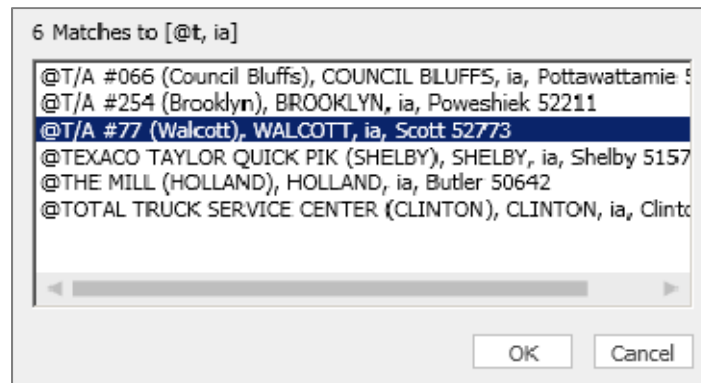 6 Matches to [@t, ia]
@T/A #066 (Council Bluffs), COUNCIL BLUFFS, ia, Pottawattamie
@T/A #254 (Brooklyn), BROOKLYN, ia, Poweshiek 52211
@T/A #77 (Walcott), WALCOTT, ia, Scott 52773
@TEXACO TAYLOR QUICK PIK (SHELBY), SHELBY, ia, Shelby 5157
@THE MILL (HOLLAND), HOLLAND, ia, Butler 50642
@TOTAL TRUCK SERVICE CENTER (CLINTON), CLINTON, ia,
OK Cancel